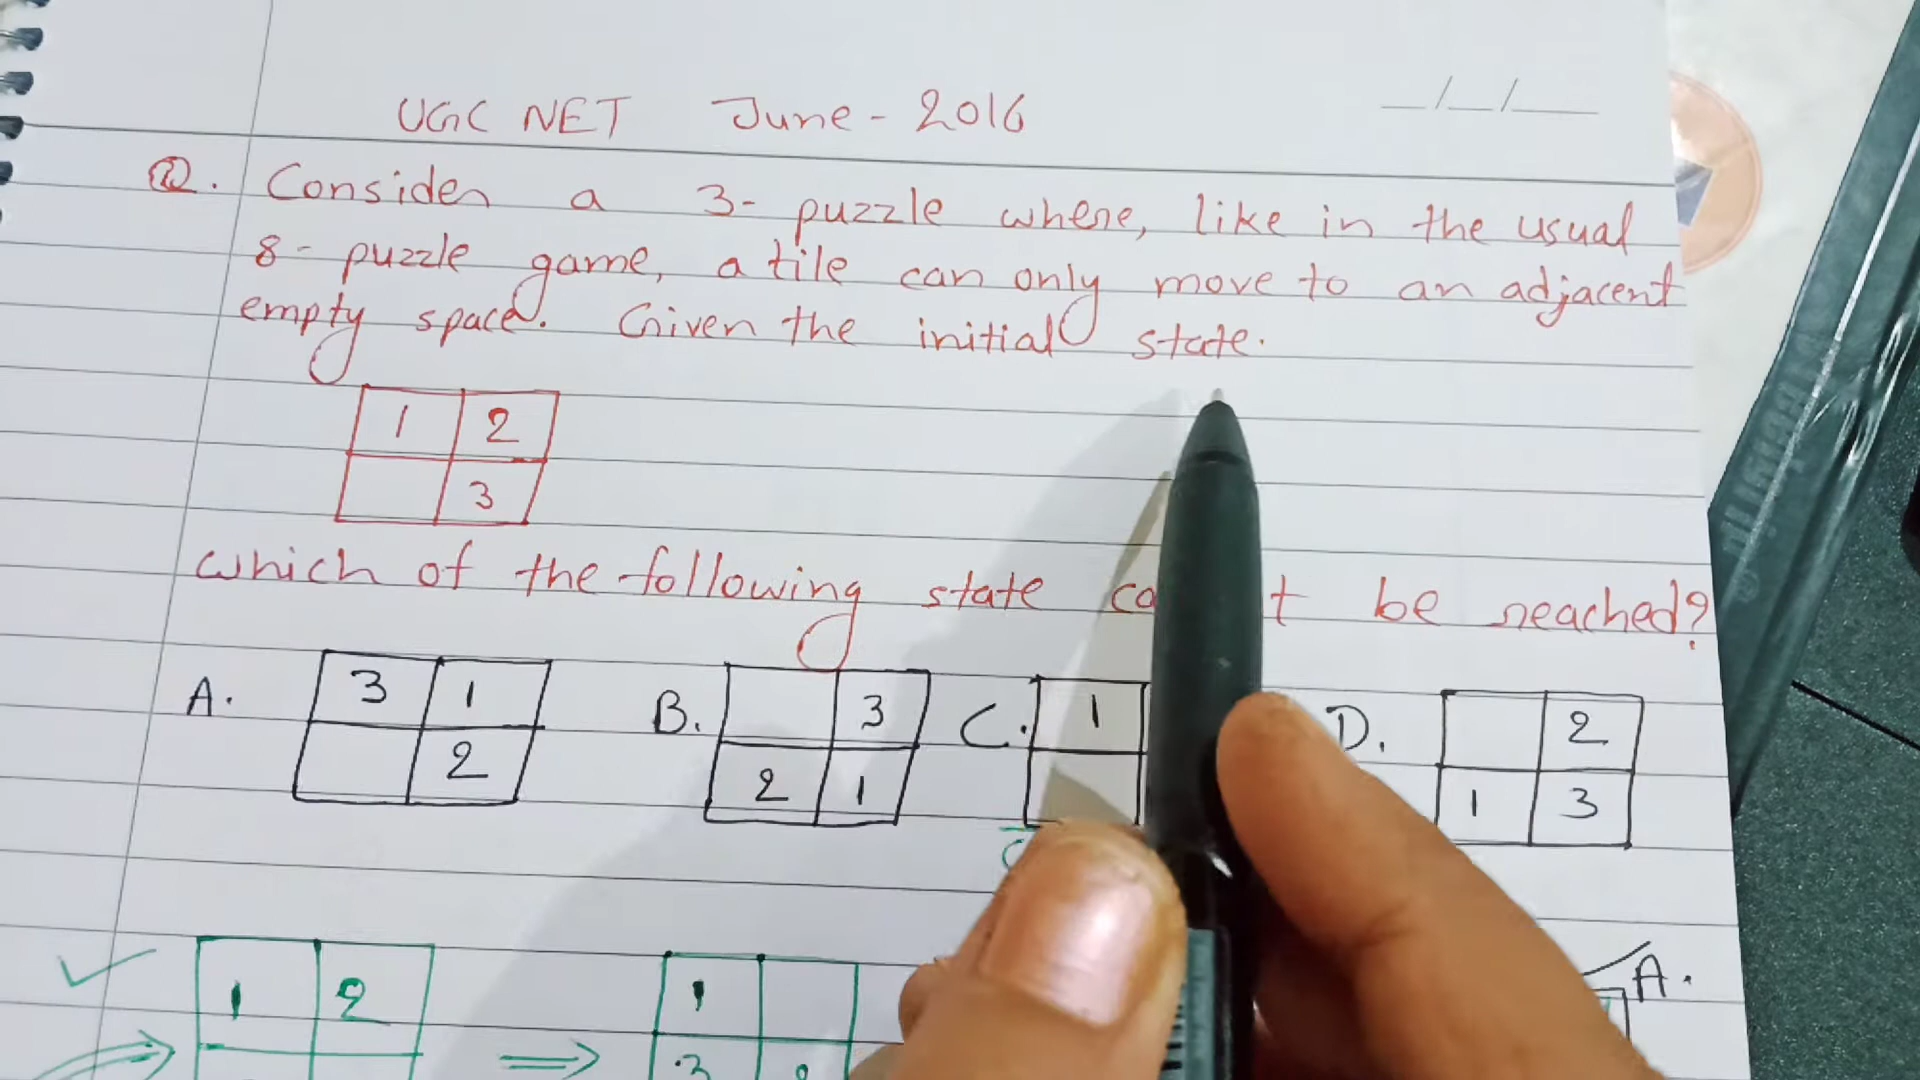 _/_/_
UGC NET June - 2016
Q. Consider a 3- puzzle where, like in the usual
8- puzzle game, a tile can only move to an adjacent
empty space. Given the initial state.
1 2
3
which of the following state be reached?
A. 3 1 B. 3 C. 1 D. 2
2 2 1 1 3
A.
1 2 1
3